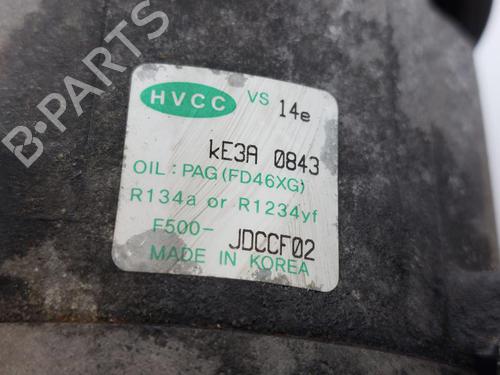 HVCC VS 14e
kE3A 0843
OIL : PAG (FD46XG)
R134a or R1234yf
F500- JDCCF02
MADE IN KOREA
B-PARTS